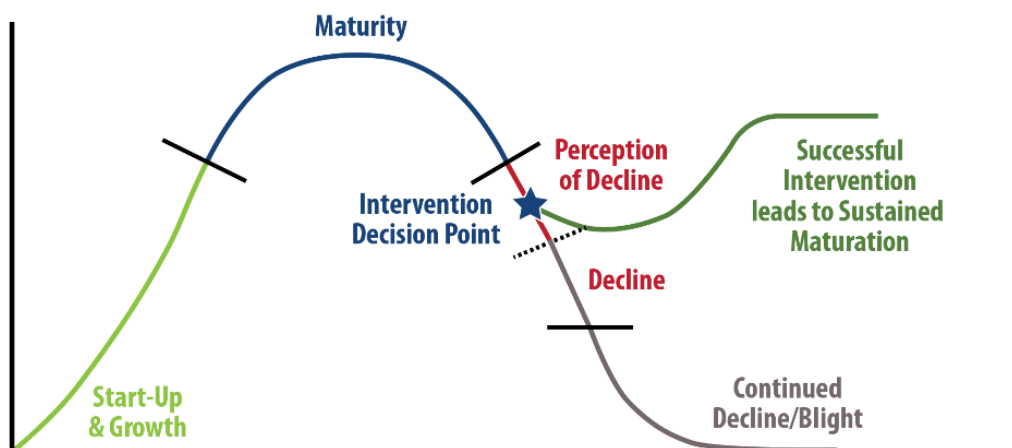 Maturity
Perception
of Decline
Successful
Intervention
leads to Sustained
Maturation
Intervention
Decision Point
Decline
Start-Up
& Growth
Continued
Decline/Blight